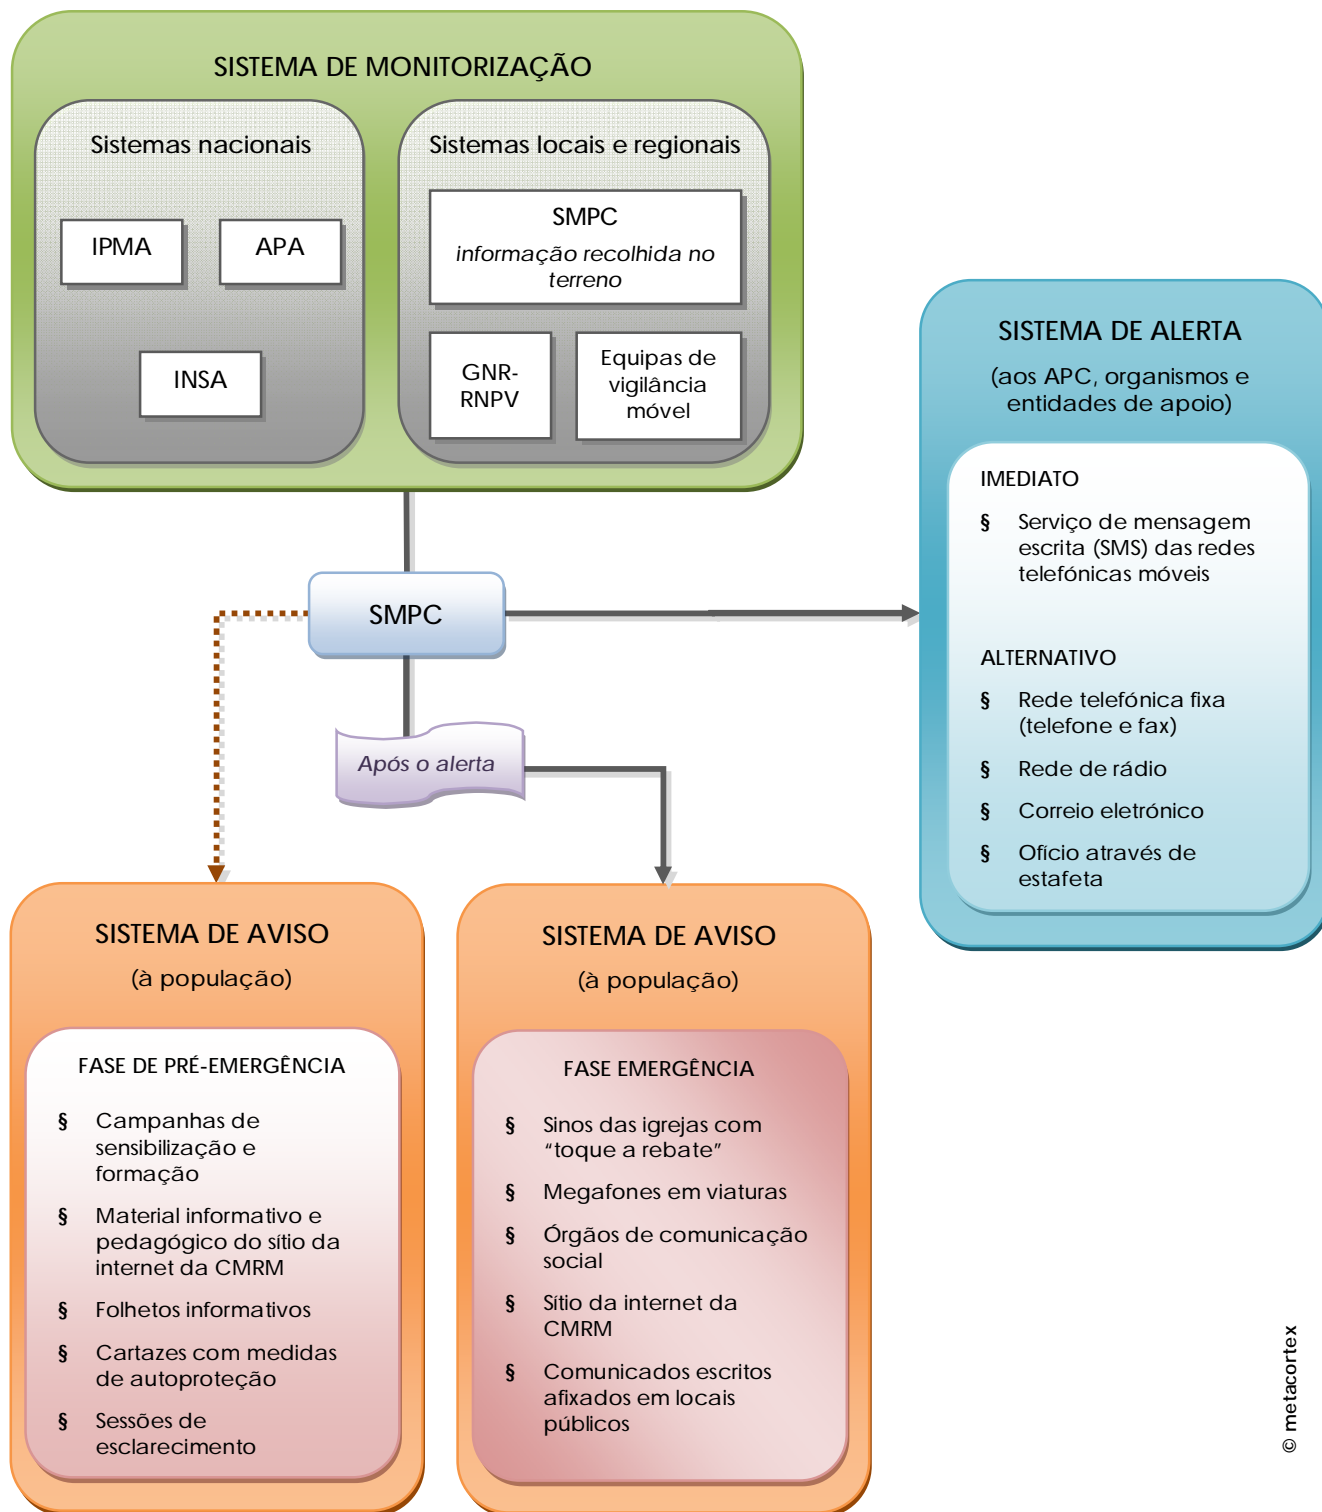 SISTEMA DE MONITORIZAÇÃO
Sistemas nacionais
IPMA
APA
INSA
Sistemas locais e regionais
SMPC
informação recolhida no
terreno
GNR-
RNPV
Equipas de
vigilância
móvel
SMPC
Após o alerta
SISTEMA DE ALERTA
(aos APC, organismos e
entidades de apoio)
IMEDIATO
§ Serviço de mensagem
escrita (SMS) das redes
telefónicas móveis
ALTERNATIVO
§ Rede telefónica fixa
(telefone e fax)
§ Rede de rádio
§ Correio eletrónico
§ Ofício através de
estafeta
SISTEMA DE AVISO
(à população)
FASE DE PRÉ-EMERGÊNCIA
§ Campanhas de
sensibilização e
formação
§ Material informativo e
pedagógico do sítio da
internet da CMRM
§ Folhetos informativos
§ Cartazes com medidas
de autoproteção
§ Sessões de
esclarecimento
SISTEMA DE AVISO
(à população)
FASE EMERGÊNCIA
§ Sinos das igrejas com
“toque a rebate”
§ Megafones em viaturas
§ Órgãos de comunicação
social
§ Sítio da internet da
CMRM
§ Comunicados escritos
afixados em locais
públicos
© metacortex